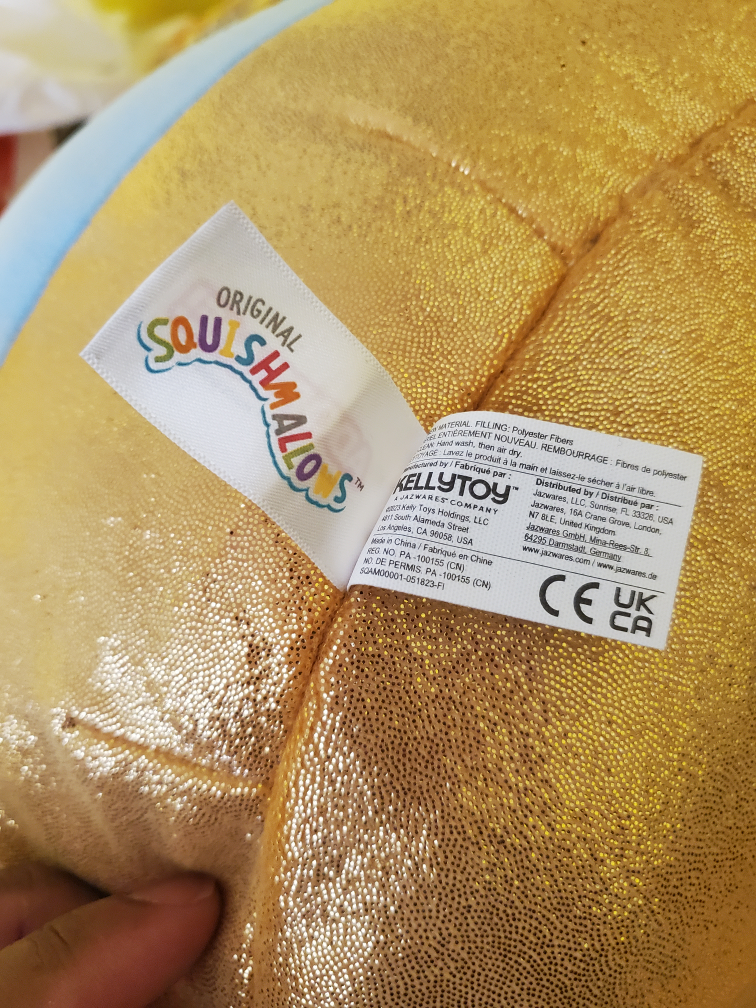 ORIGINAL
SQUISHMALLOWS™
MATERIAL. FILLING: Polyester Fibers
ENTIÈREMENT NOUVEAU. REMBOURRAGE : Fibres de polyester
Hand wash, then air dry.
Lavez le produit à la main et laissez-le sécher à l'air libre.
Fabriqué par :
KELLYTOY™
A JAZWARES® COMPANY
©2023 Kelly Toys Holdings, LLC
4811 South Alameda Street
Los Angeles, CA 90058, USA
Distributed by / Distribué par :
Jazwares, LLC, Sunrise, FL 33326, USA
Jazwares, 16A Crane Grove, London,
N7 8LE, United Kingdom.
Jazwares GmbH, Mina-Rees-Str. 8,
64295 Darmstadt, Germany
www.jazwares.com / www.jazwares.de
Made in China / Fabriqué en Chine
REG. NO. PA -100155 (CN)
NO. DE PERMIS. PA -100155 (CN)
SQAM00001-051823-FI
CE
UK
CA